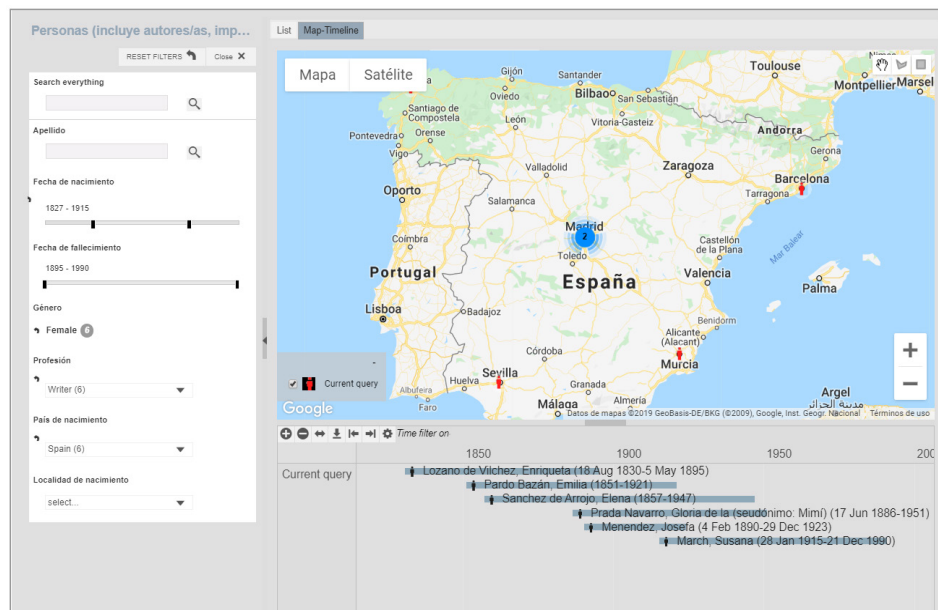 Personas (incluye autores/as, imp...
RESET FILTERS
Close X
Search everything
Apellido
Fecha de nacimiento
1827 - 1915
Fecha de fallecimiento
1895 - 1990
Género
Female 6
Profesión
Writer (6)
País de nacimiento
Spain (6)
Localidad de nacimiento
select...
List
Map-Timeline
Mapa
Satélite
Gijón
Santander
Toulouse
Oviedo
Bilbao
San Sebastián
Montpellier
Marsel
Santiago de
Compostela
León
Vitoria-Gasteiz
Pontevedra
Orense
Andorra
Vigo
Gerona
Valladolid
Zaragoza
Barcelona
Oporto
Tarragona
Salamanca
Madrid
2
Coímbra
Castellón
de la Plana
Mar Balear
Toledo
Portugal
España
Valencia
Palma
Lisboa
Badajoz
Benidorm
Alicante
(Alacant)
Córdoba
Murcia
Current query
Sevilla
Huelva
Granada
Albufeira
Faro
Málaga
Almería
Argel
مدينة الجزائر
Google
Datos de mapas ©2019 GeoBasis-DE/BKG (©2009), Google, Inst. Geogr. Nacional
Términos de uso
Time filter on
1850
1900
1950
200
Current query
Lozano de Vilchez, Enriqueta (18 Aug 1830-5 May 1895)
Pardo Bazán, Emilia (1851-1921)
Sanchez de Arrojo, Elena (1857-1947)
Prada Navarro, Gloria de la (seudónimo: Mimí) (17 Jun 1886-1951)
Menendez, Josefa (4 Feb 1890-29 Dec 1923)
March, Susana (28 Jan 1915-21 Dec 1990)